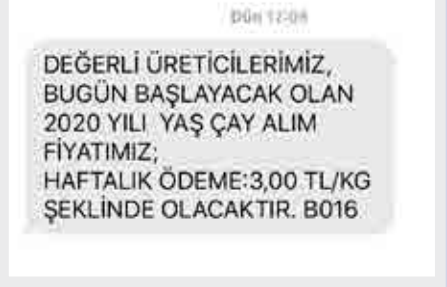 DEĞERLİ ÜRETİCİLERİMİZ,
BUGÜN BAŞLAYACAK OLAN
2020 YILI YAŞ ÇAY ALIM
FİYATIMIZ;
HAFTALIK ÖDEME:3,00 TL/KG
ŞEKLİNDE OLACAKTIR. B016